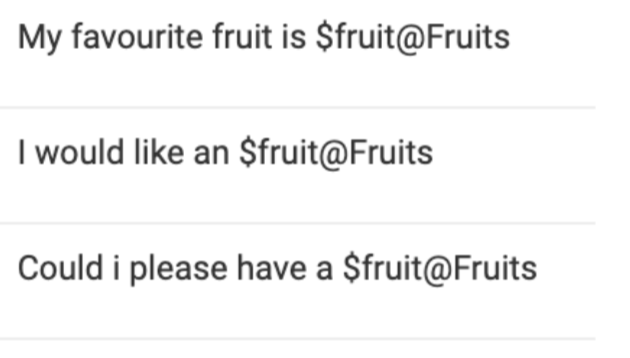 My favourite fruit is $fruit@Fruits
I would like an $fruit@Fruits
Could i please have a $fruit@Fruits